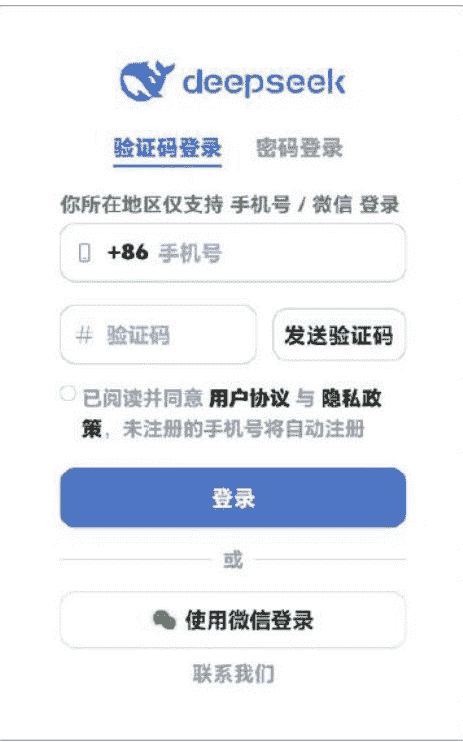 deepseek
验证码登录 密码登录
你所在地区仅支持 手机号 / 微信 登录
+86 手机号
# 验证码 发送验证码
已阅读并同意 用户协议 与 隐私政
策，未注册的手机号将自动注册
登录
或
使用微信登录
联系我们